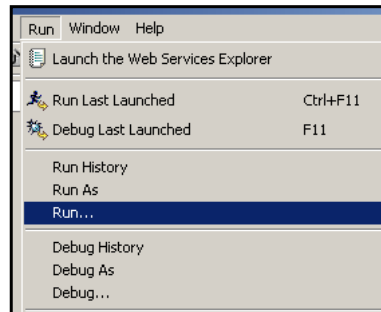 Run Window Help
Launch the Web Services Explorer
Run Last Launched Ctrl+F11
Debug Last Launched F11
Run History
Run As
Run...
Debug History
Debug As
Debug...